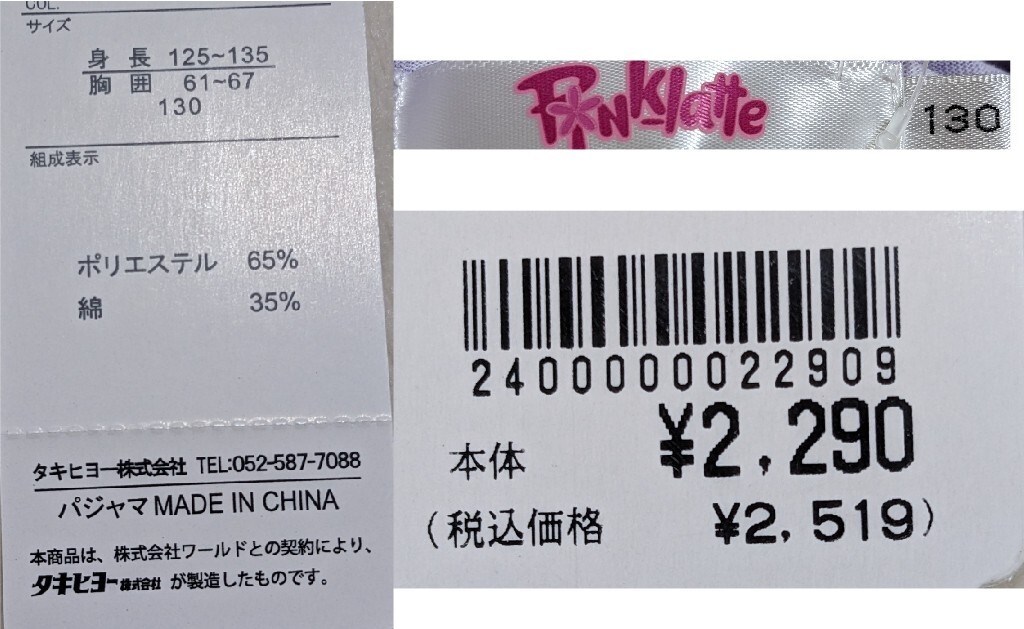 COL.
サイズ
身長 125~135
胸囲 61~67
130
組成表示
ポリエステル 65%
綿 35%
タキヒヨー株式会社 TEL:052-587-7088
パジャマ MADE IN CHINA
本商品は、株式会社ワールドとの契約により、
タキヒヨー株式会社 が製造したものです。
PINK-latte
130
2400000022909
本体 ¥2,290
(税込価格 ¥2,519)